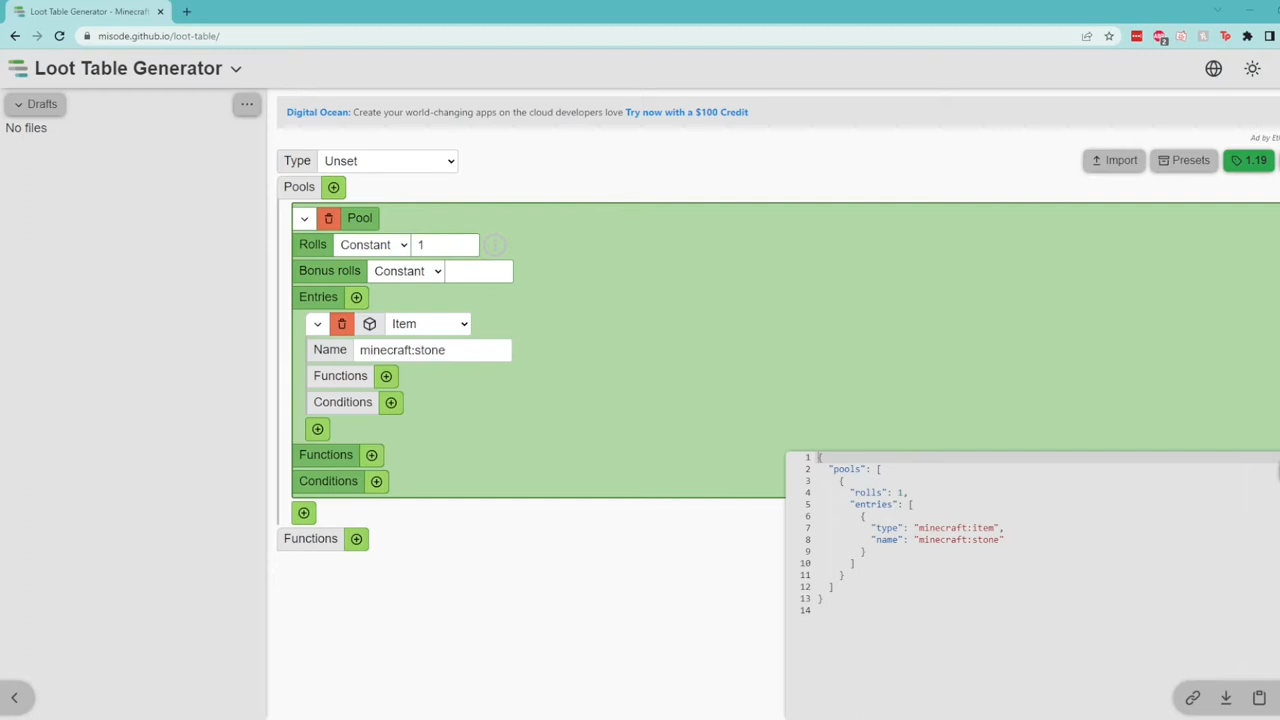 Loot Table Generator - Minecraft
misode.github.io/loot-table/
2
Loot Table Generator
Drafts
...
No files
Digital Ocean: Create your world-changing apps on the cloud developers love Try now with a $100 Credit
Ad by Eth
Type Unset
Import Presets 1.19
Pools
Pool
Rolls Constant 1
Bonus rolls Constant
Entries
Item
Name minecraft:stone
Functions
Conditions
Functions
Conditions
Functions
1 {
2 "pools": [
3 {
4 "rolls": 1,
5 "entries": [
6 {
7 "type": "minecraft:item",
8 "name": "minecraft:stone"
9 }
10 ]
11 }
12 ]
13 }
14